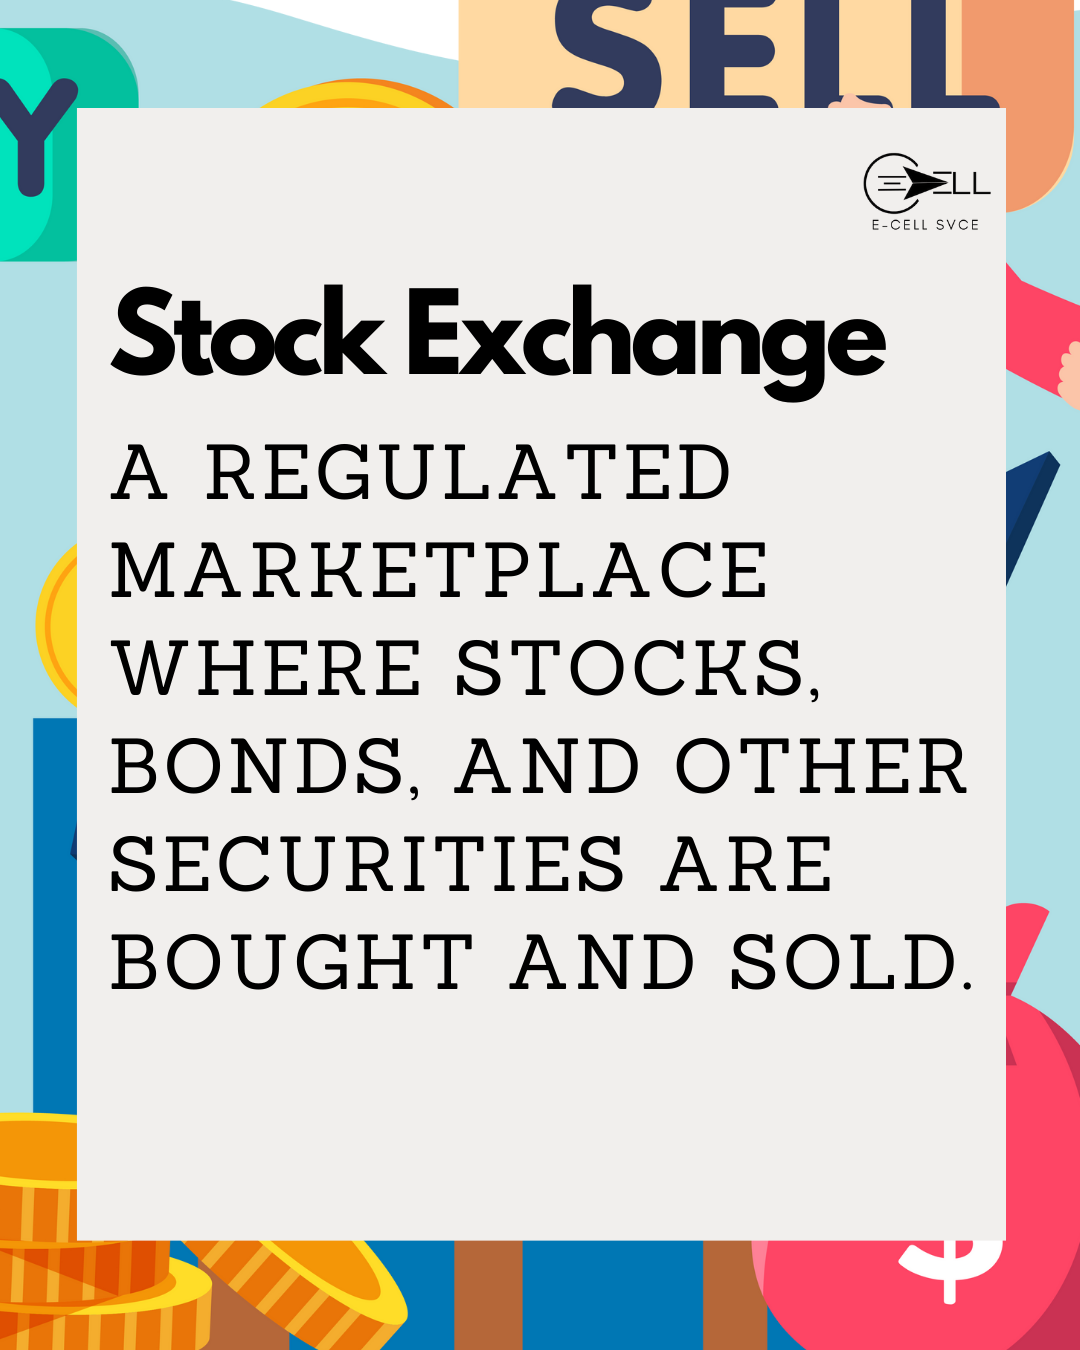 Y
SELL
ELL
E-CELL SVCE
Stock Exchange
A REGULATED
MARKETPLACE
WHERE STOCKS,
BONDS, AND OTHER
SECURITIES ARE
BOUGHT AND SOLD.
$